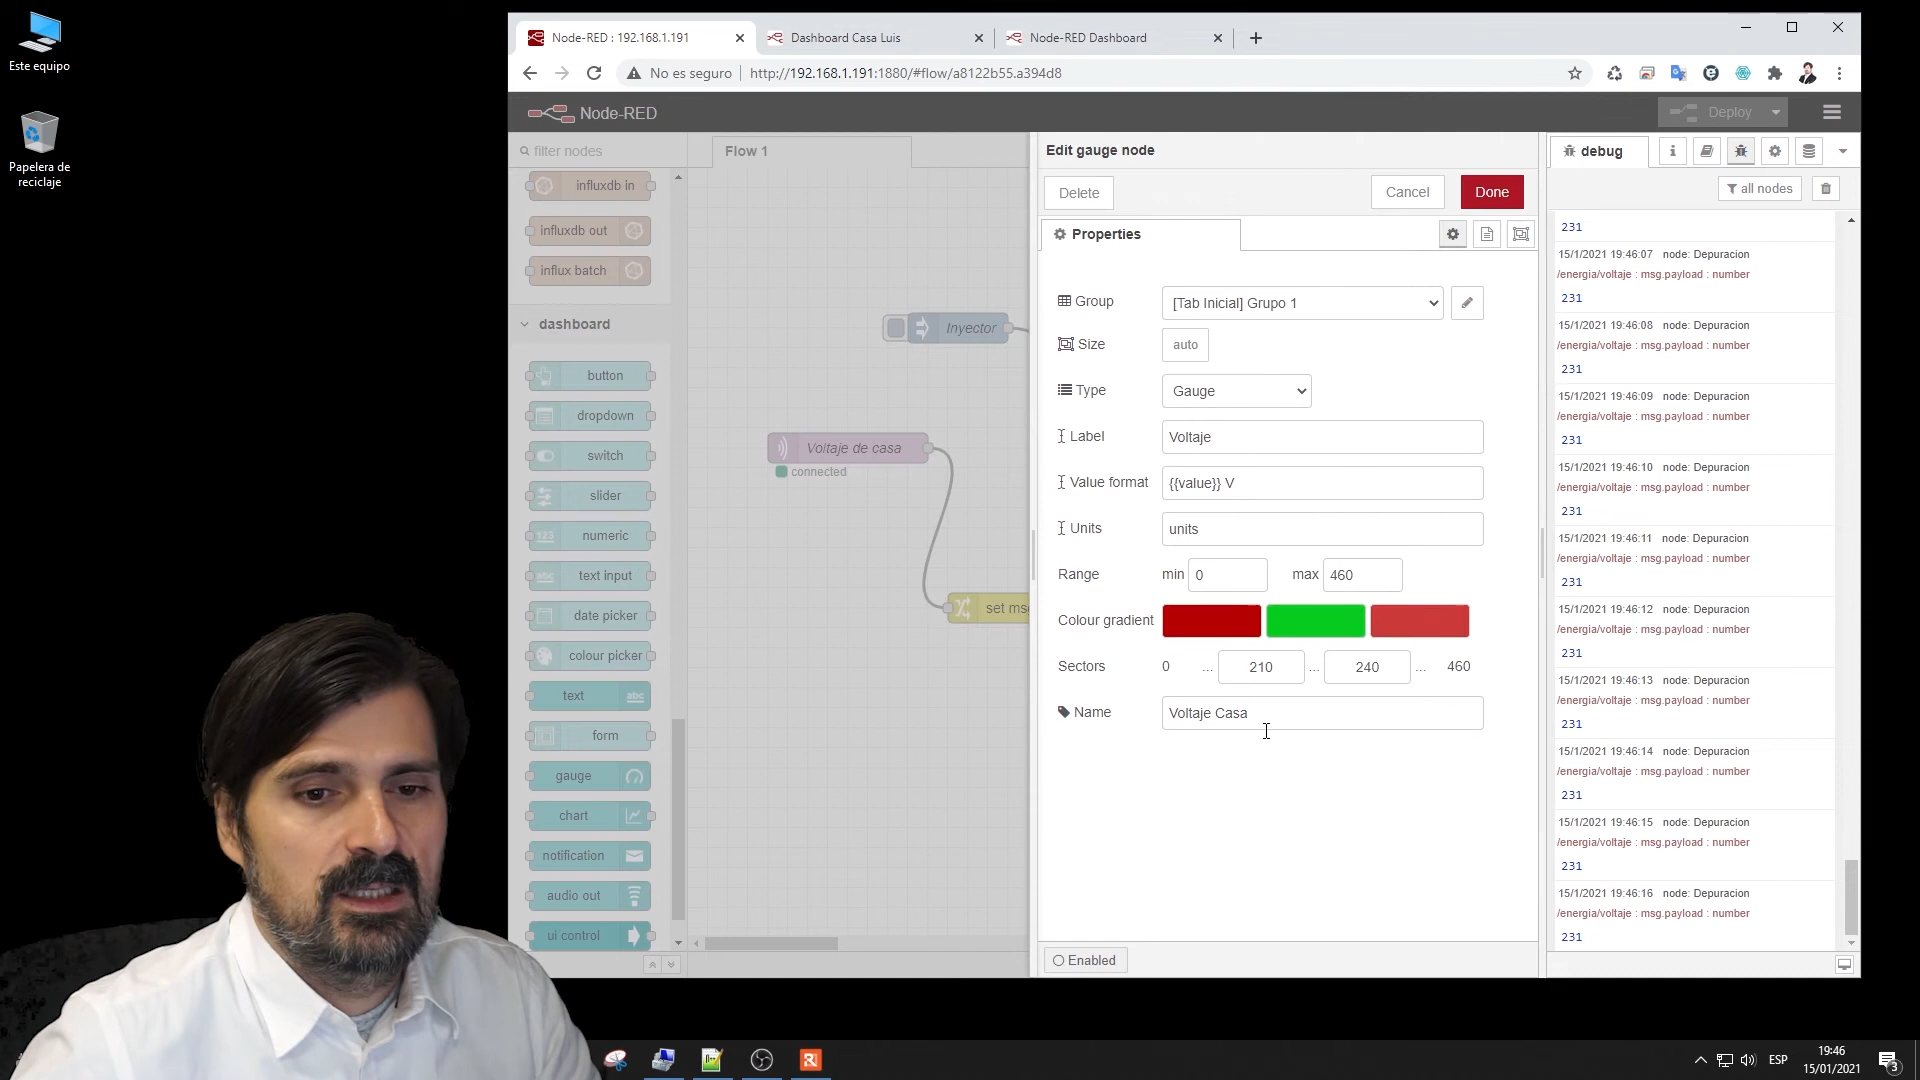 Este equipo
Papelera de
reciclaje
Node-RED : 192.168.1.191
Dashboard Casa Luis
Node-RED Dashboard
No es seguro
http://192.168.1.191:1880/#flow/a8122b55.a394d8
Node-RED
Deploy
filter nodes
influxdb in
influxdb out
influx batch
dashboard
button
dropdown
switch
slider
numeric
text input
date picker
colour picker
text
form
gauge
chart
notification
audio out
ui control
Flow 1
Inyector
Voltaje de casa
connected
set ms
Edit gauge node
Delete
Cancel
Done
Properties
Group
[Tab Inicial] Grupo 1
Size
auto
Type
Gauge
Label
Voltaje
Value format
{{value}} V
Units
units
Range
min 0
max 460
Colour gradient
Sectors
0 ... 210 ... 240 ... 460
Name
Voltaje Casa
Enabled
debug
all nodes
231
15/1/2021 19:46:07 node: Depuracion
/energia/voltaje : msg.payload : number
231
15/1/2021 19:46:08 node: Depuracion
/energia/voltaje : msg.payload : number
231
15/1/2021 19:46:09 node: Depuracion
/energia/voltaje : msg.payload : number
231
15/1/2021 19:46:10 node: Depuracion
/energia/voltaje : msg.payload : number
231
15/1/2021 19:46:11 node: Depuracion
/energia/voltaje : msg.payload : number
231
15/1/2021 19:46:12 node: Depuracion
/energia/voltaje : msg.payload : number
231
15/1/2021 19:46:13 node: Depuracion
/energia/voltaje : msg.payload : number
231
15/1/2021 19:46:14 node: Depuracion
/energia/voltaje : msg.payload : number
231
15/1/2021 19:46:15 node: Depuracion
/energia/voltaje : msg.payload : number
231
15/1/2021 19:46:16 node: Depuracion
/energia/voltaje : msg.payload : number
231
ESP
19:46
15/01/2021
3